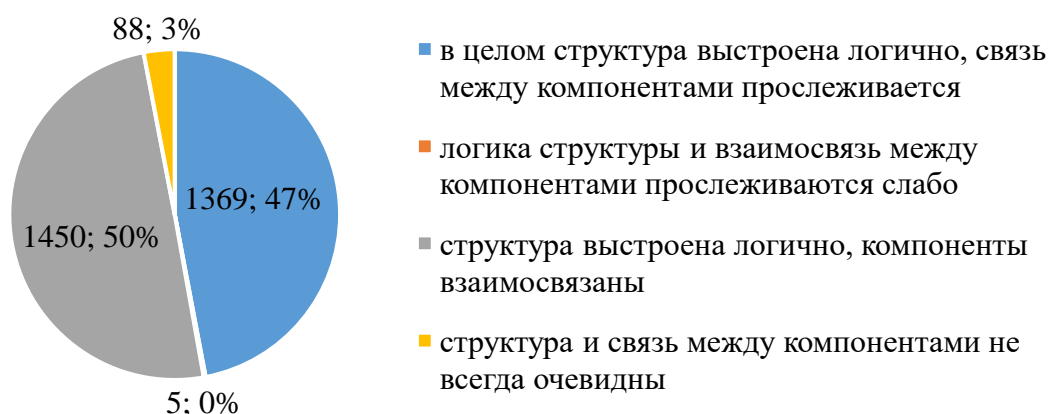 88; 3%
1369; 47%
1450; 50%
5; 0%
в целом структура выстроена логично, связь
между компонентами прослеживается
логика структуры и взаимосвязь между
компонентами прослеживаются слабо
структура выстроена логично, компоненты
взаимосвязаны
структура и связь между компонентами не
всегда очевидны